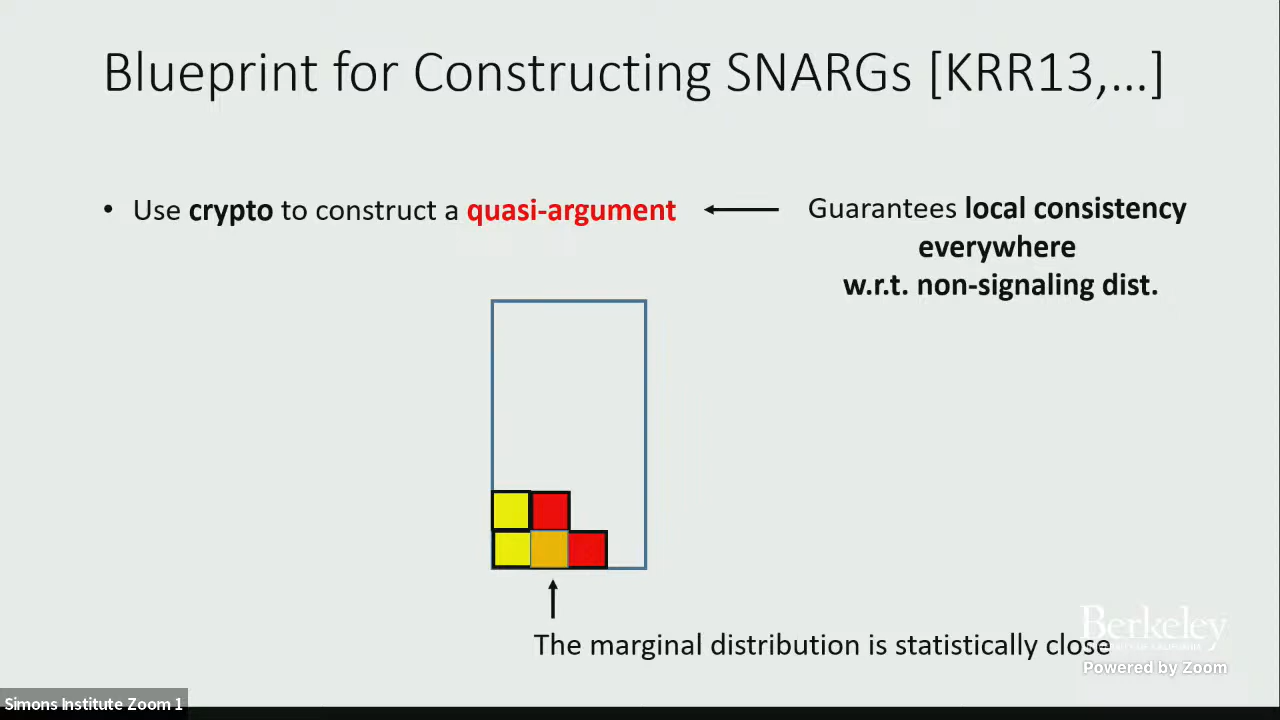 Blueprint for Constructing SNARGs [KRR13,...]
• Use crypto to construct a quasi-argument
Guarantees local consistency
everywhere
w.r.t. non-signaling dist.
The marginal distribution is statistically close
Berkeley
Powered by Zoom
Simons Institute Zoom 1